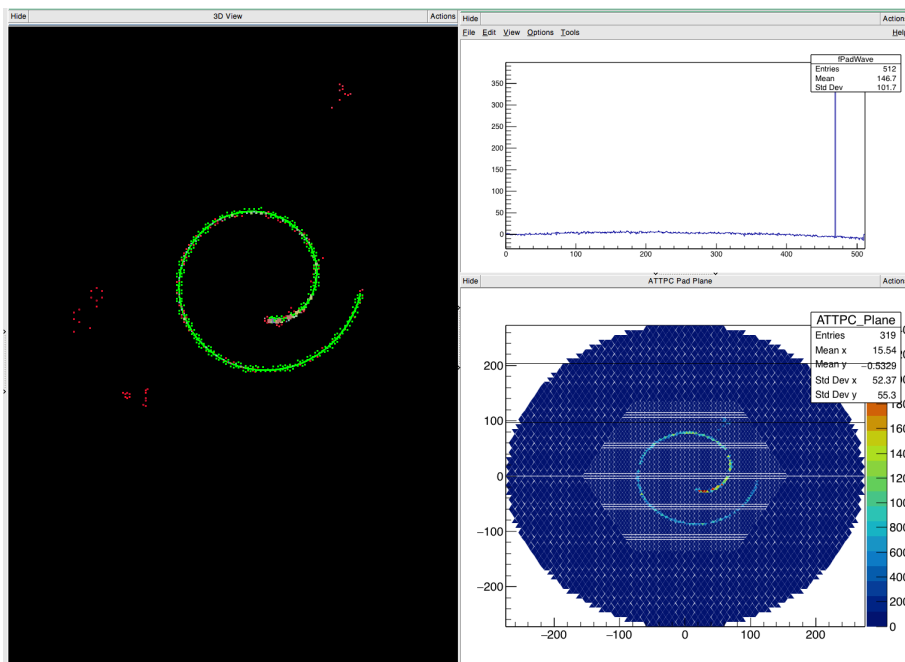 Hide 3D View Actions
Hide Action
File Edit View Options Tools Help
fPadWave
Entries 512
Mean 146.7
Std Dev 101.7
350
300
250
200
150
100
50
0
0 100 200 300 400 500
Hide ATTPC Pad Plane Action
ATTPC_Plane
Entries 319
Mean x 15.54
Mean y −0.5329
Std Dev x 52.37
Std Dev y 55.3
200
100
0
−100
−200
−200 −100 0 100 200
160
140
120
100
800
600
400
200
0